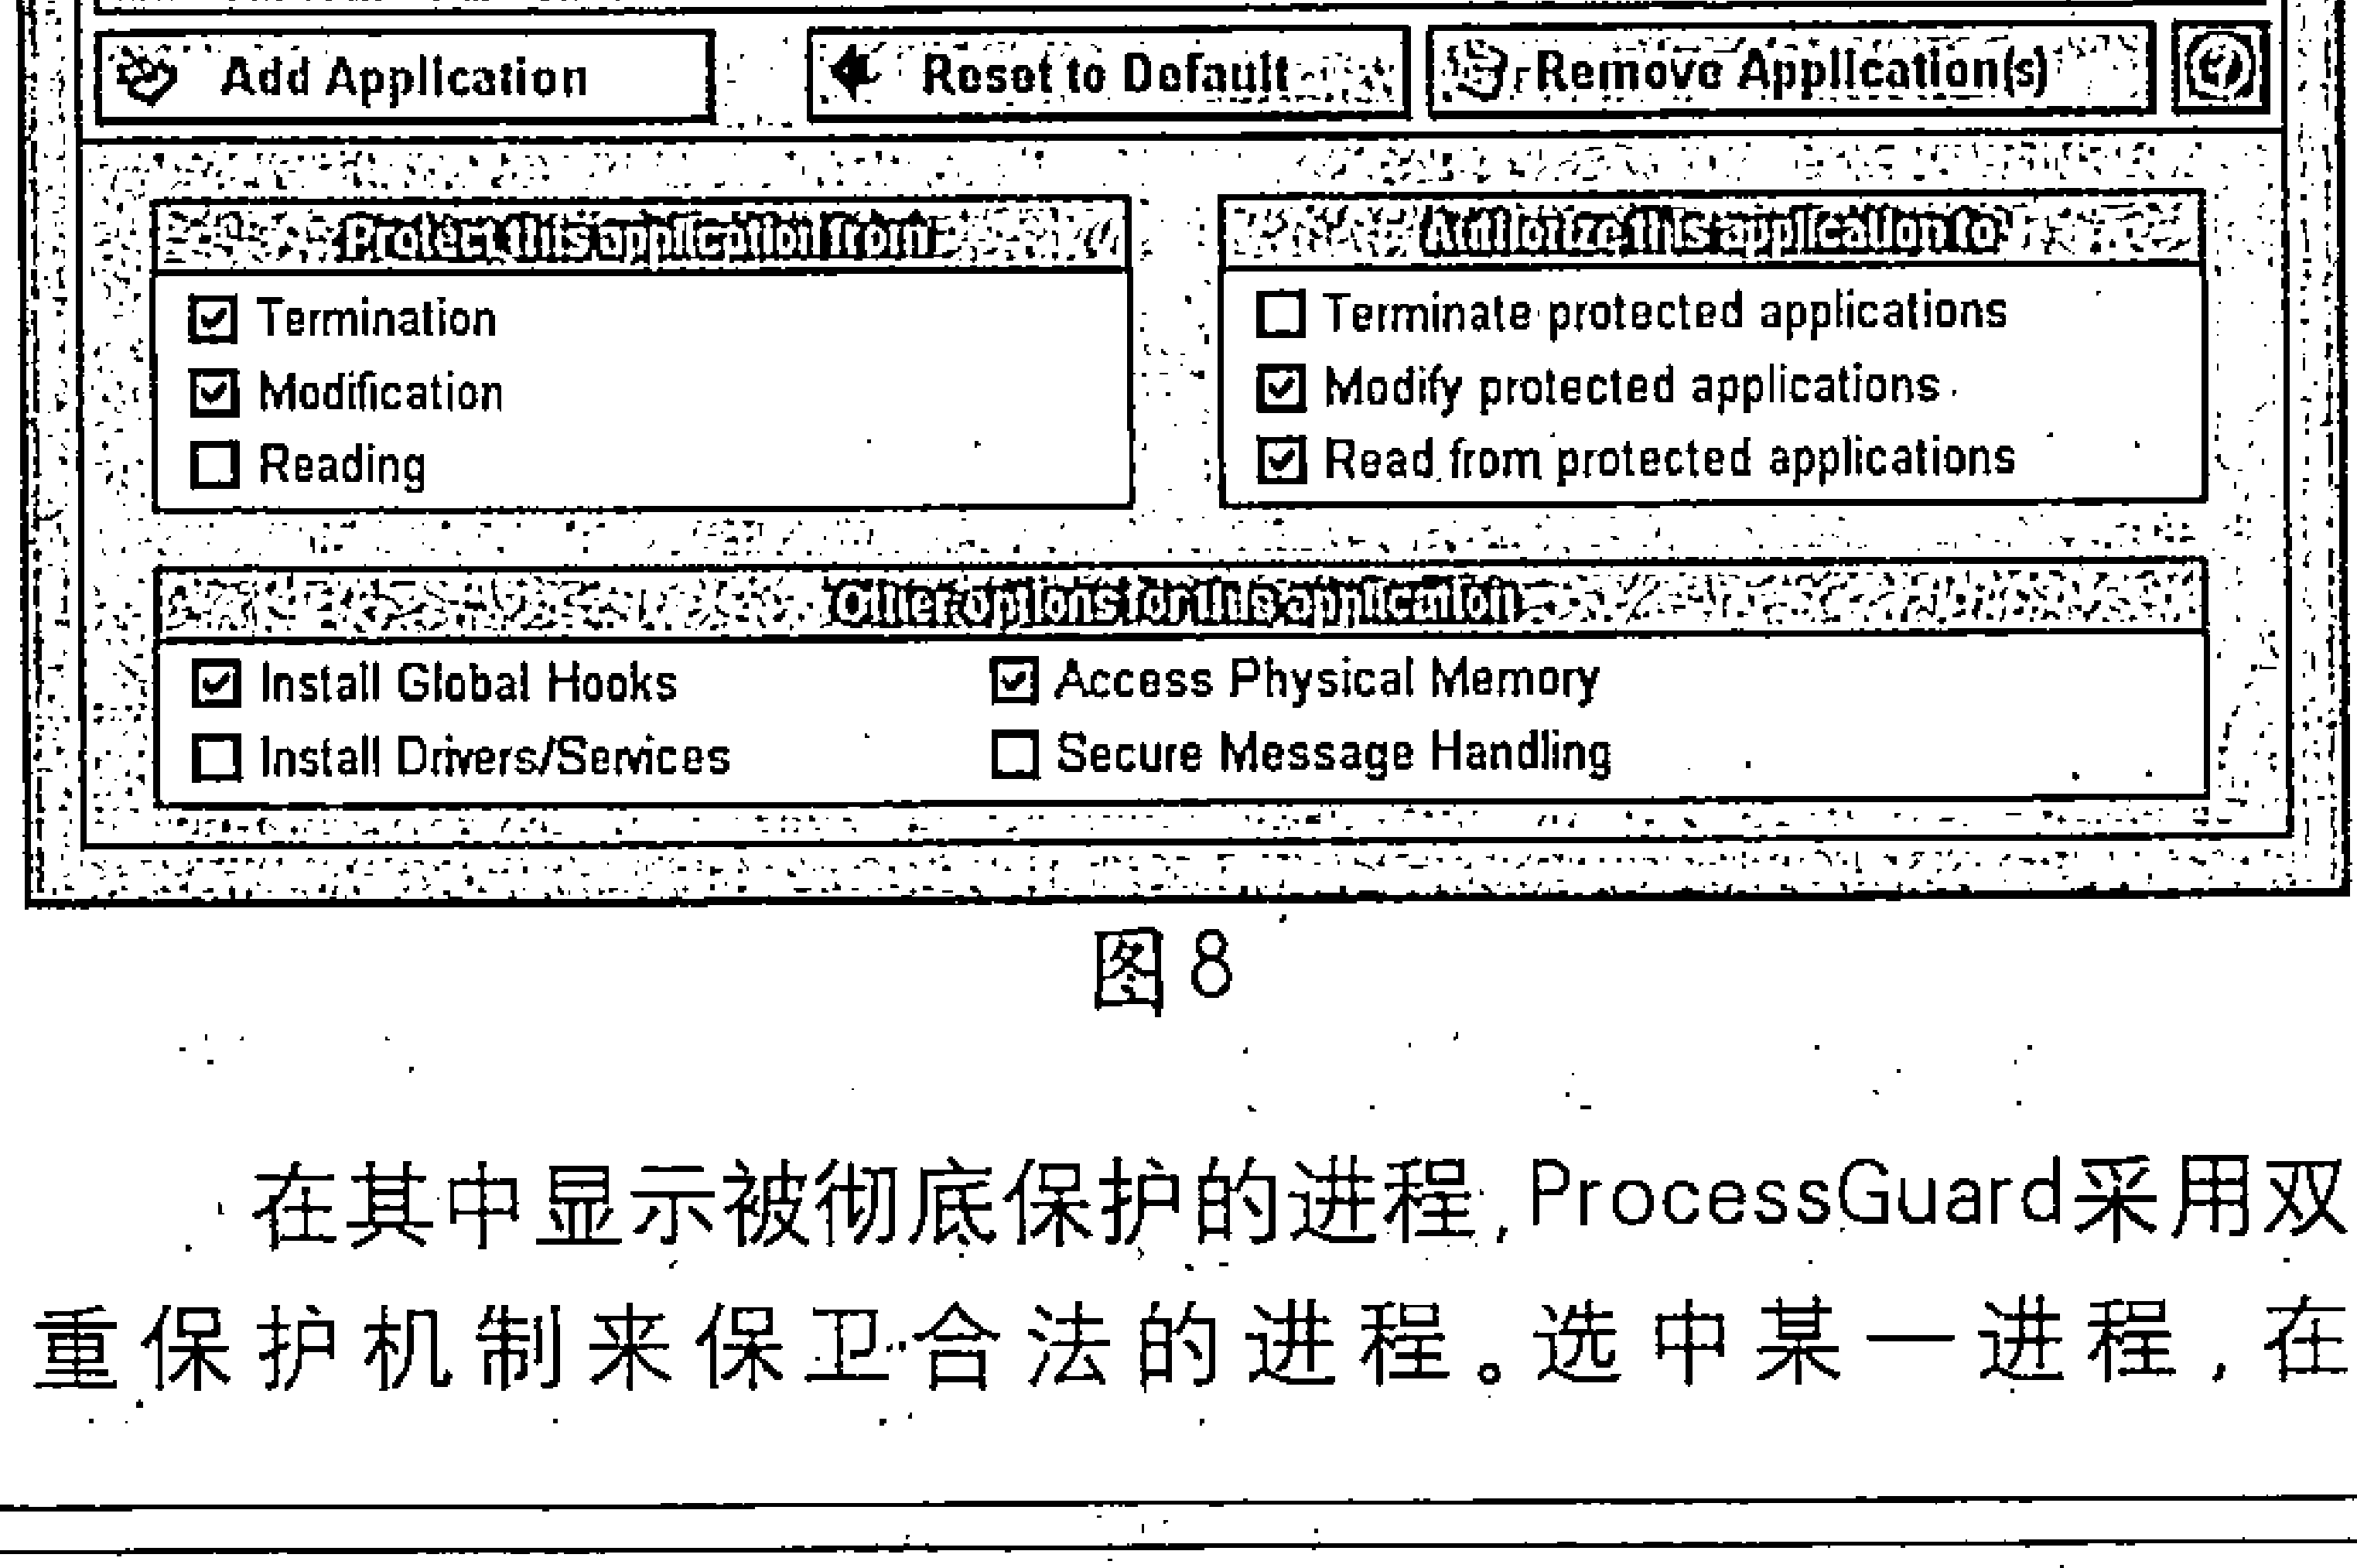 Add Application Reset to Default Remove Application(s)
Protect this application from Authorize this application to
Termination Terminate protected applications
Modification Modify protected applications
Reading Read from protected applications
Other options for this application
Install Global Hooks Access Physical Memory
Install Drivers/Services Secure Message Handling
图8
在其中显示被彻底保护的进程,ProcessGuard采用双
重保护机制来保卫合法的进程。选中某一进程,在